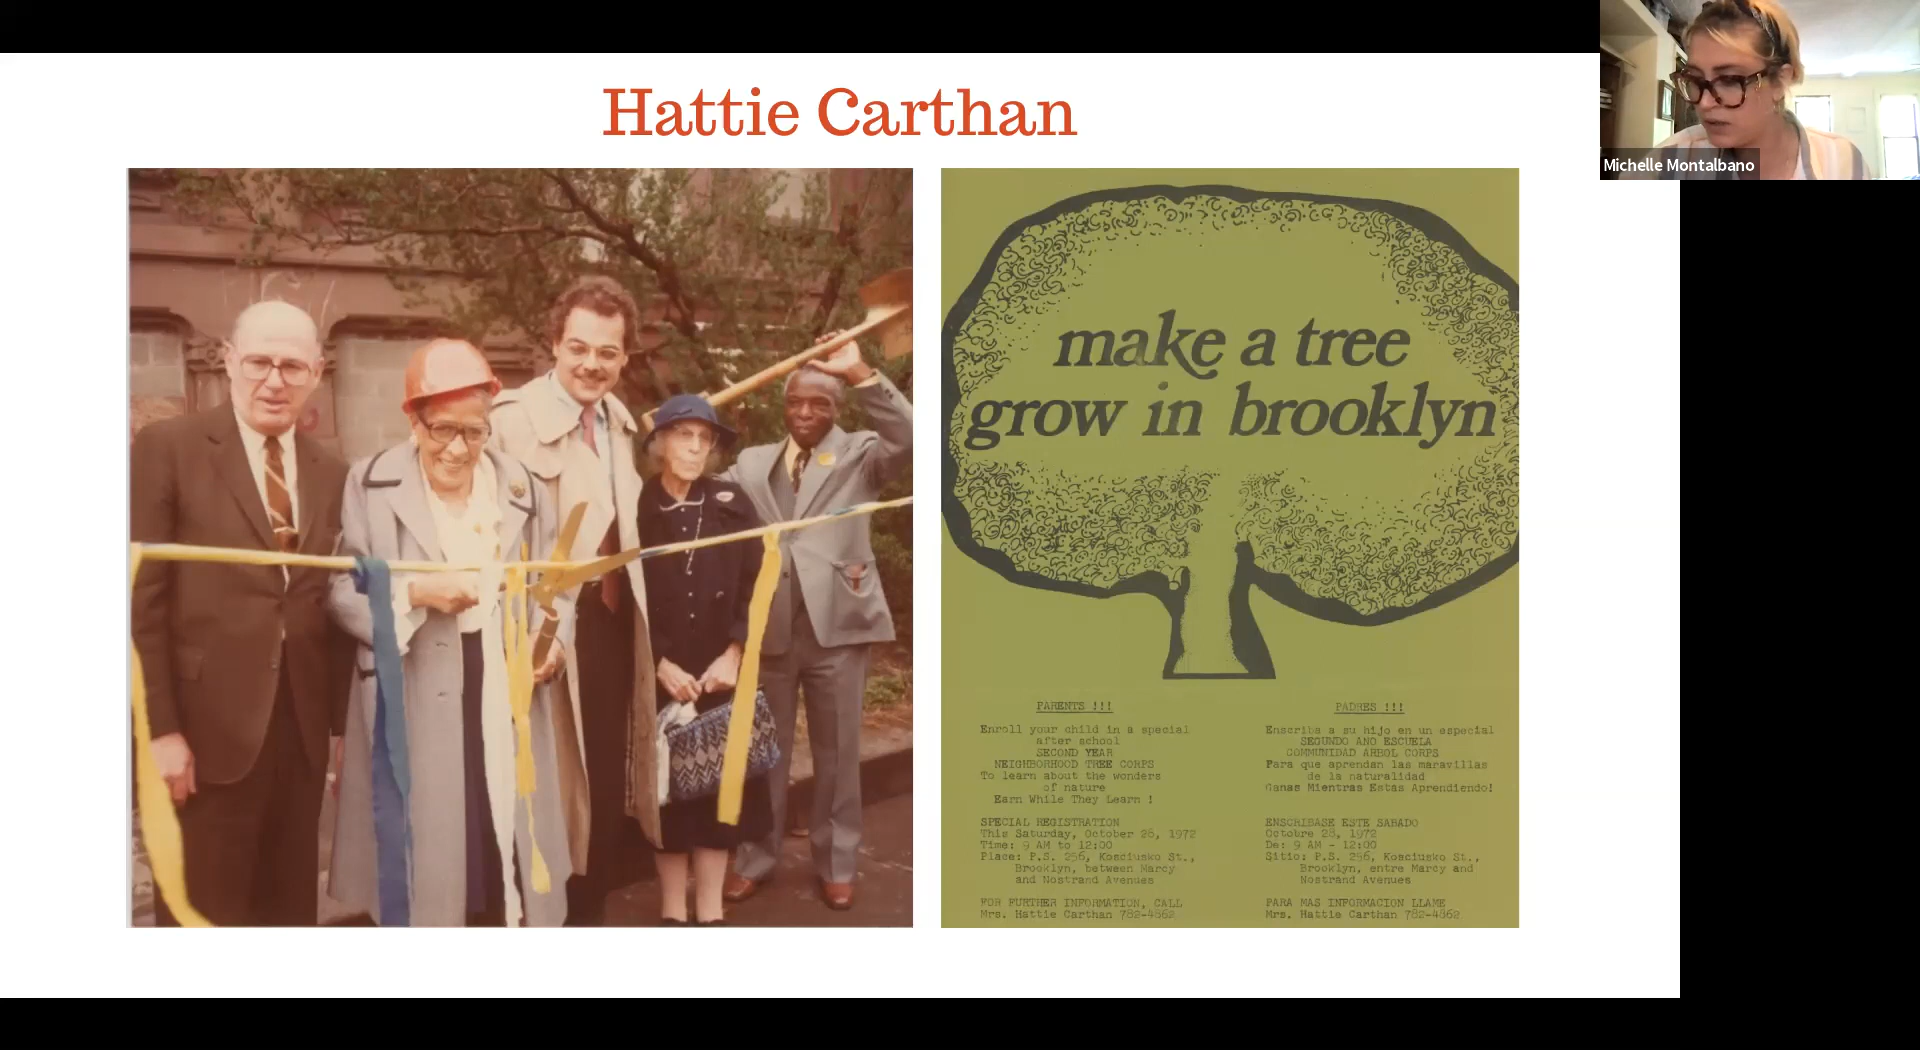 Hattie Carthan
Michelle Montalbano
make a tree
grow in brooklyn
PARENTS !!!
Enroll your child in a special
after school
SECOND YEAR
NEIGHBORHOOD TREE CORPS
To learn about the wonders
of nature
Earn While They Learn !
SPECIAL REGISTRATION
This Saturday, October 28, 1972
Time: 9 AM to 12:00
Place: P.S. 256, Kosciusko St.,
Brooklyn, between Marcy
and Nostrand Avenues
FOR FURTHER INFORMATION, CALL
Mrs. Hattie Carthan 782-4862
PADRES !!!
Enscriba a su hijo en un especial
SEGUNDO ANO ESCUELA
COMMUNIDAD ARBOL CORPS
Para que aprendan las maravillas
de la naturalidad
Ganas Mientras Estás Aprendiendo!
ENSCRIBASE ESTE SABADO
Octobre 28, 1972
De: 9 AM - 12:00
Sitio: P.S. 256, Kosciusko St.,
Brooklyn, entre Marcy and
Nostrand Avenues
PARA MAS INFORMACION LLAME
Mrs. Hattie Carthan 782-4862